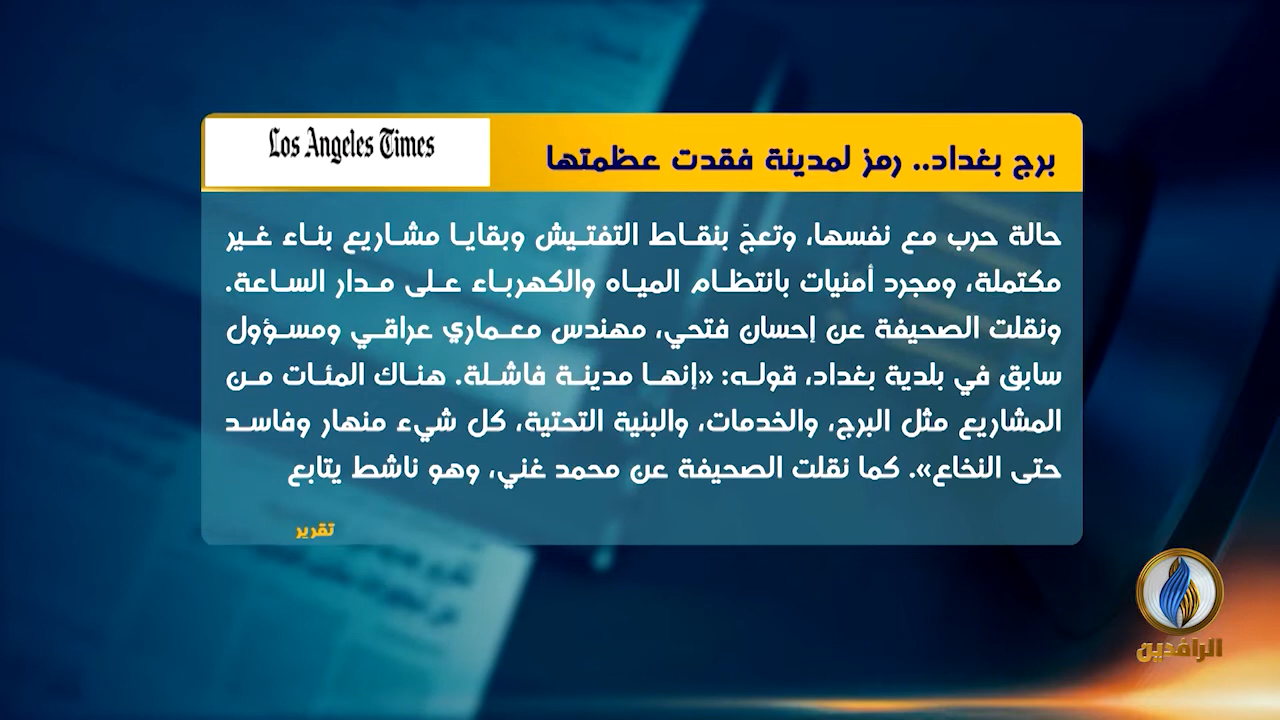 Los Angeles Times
برج بغداد.. رمز لمدينة فقدت عظمتها
حالة حرب مع نفسها، وتعجّ بنقاط التفتيش وبقايا مشاريع بناء غير
مكتملة، ومجرد أمنيات بانتظام المياه والكهرباء على مدار الساعة.
ونقلت الصحيفة عن إحسان فتحي، مهندس معماري عراقي ومسؤول
سابق في بلدية بغداد، قوله: «إنها مدينة فاشلة. هناك المئات من
المشاريع مثل البرج، والخدمات، والبنية التحتية، كل شيء منهار وفاسد
حتى النخاع». كما نقلت الصحيفة عن محمد غني، وهو ناشط يتابع
تقرير
الرافدين